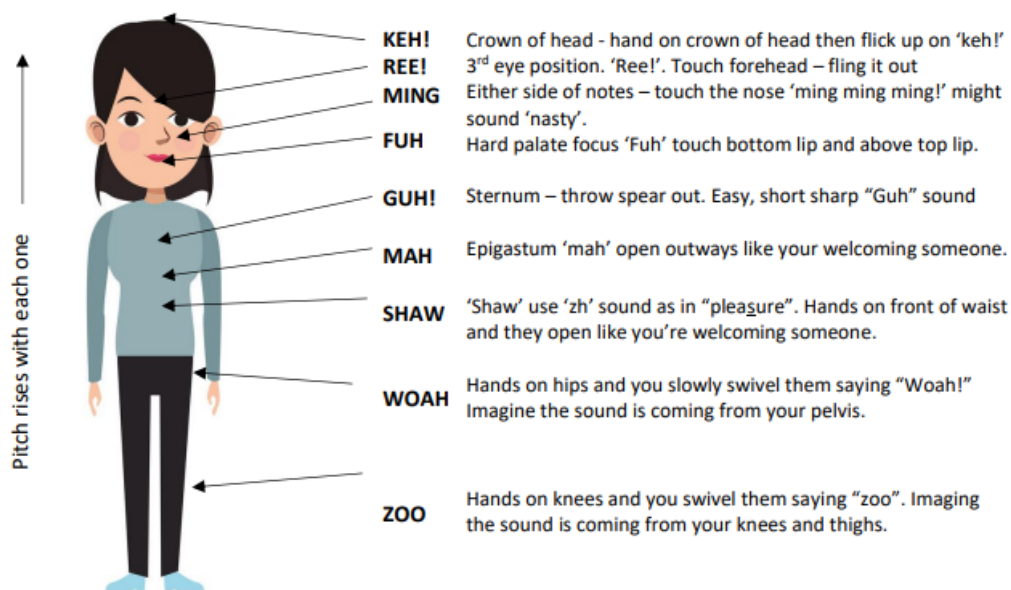 KEH! Crown of head - hand on crown of head then flick up on ‘keh!’
REE! 3rd eye position. ‘Ree!’. Touch forehead – fling it out
MING Either side of notes – touch the nose ‘ming ming ming!’ might
sound ‘nasty’.
FUH Hard palate focus ‘Fuh’ touch bottom lip and above top lip.
GUH! Sternum – throw spear out. Easy, short sharp “Guh” sound
MAH Epigastum ‘mah’ open outways like your welcoming someone.
SHAW ‘Shaw’ use ‘zh’ sound as in “pleasure”. Hands on front of waist
and they open like you’re welcoming someone.
WOAH Hands on hips and you slowly swivel them saying “Woah!”
Imagine the sound is coming from your pelvis.
ZOO Hands on knees and you swivel them saying “zoo”. Imaging
the sound is coming from your knees and thighs.
Pitch rises with each one